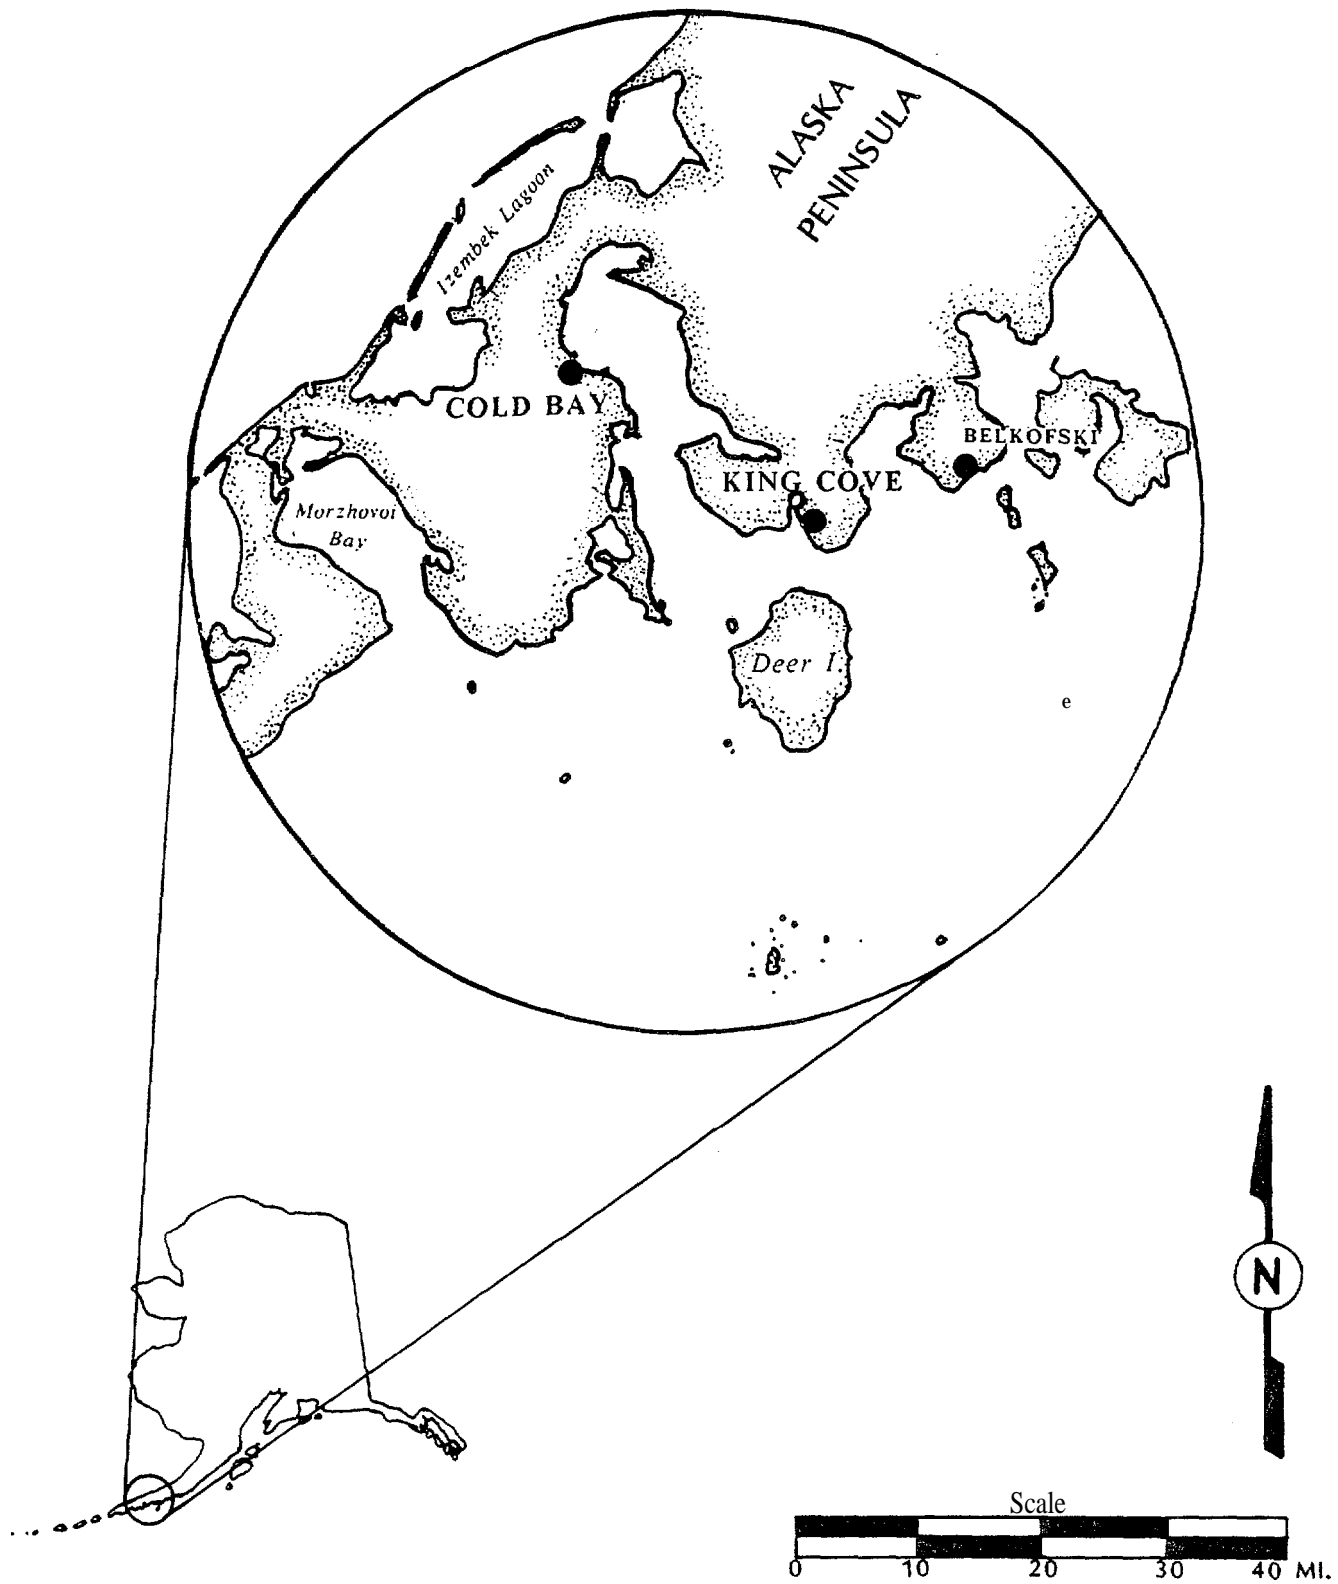 ALASKA
PENINSULA
Izembek Lagoon
COLD BAY
BELKOFSKI
KING COVE
Morzhovoi
Bay
Deer I.
e
N
Scale
0 10 20 30 40 MI.